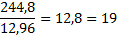 244,8
12,96 = 12,8 = 19